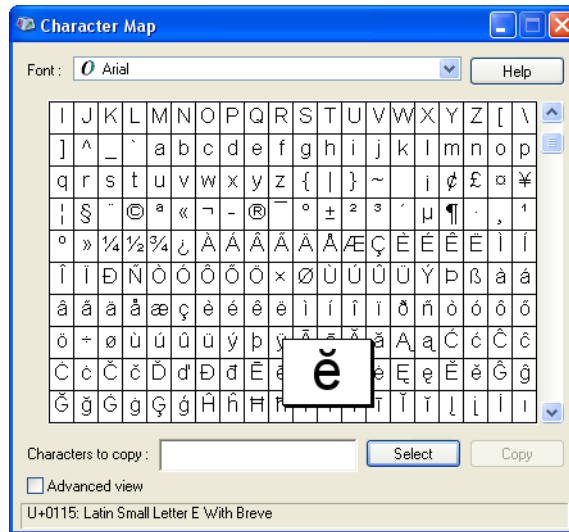 Character Map
Font : O Arial Help
I J K L M N O P Q R S T U V W X Y Z [ \
] ^ _ ` a b c d e f g h i j k l m n o p
q r s t u v w x y z { | } ~ ¡ ¢ £ ¤ ¥
¦ § ¨ © ª « ¬ - ® ¯ ° ± ² ³ ´ µ ¶ · ¸ ¹
º » ¼ ½ ¾ ¿ À Á Â Ã Ä Å Æ Ç È É Ê Ë Ì Í
Î Ï Ð Ñ Ò Ó Ô Õ Ö × Ø Ù Ú Û Ü Ý Þ ß à á
â ã ä å æ ç è é ê ë ì í î ï ð ñ ò ó ô õ
ö ÷ ø ù ú û ü ý þ ÿ Ā ā Ă ă Ą ą Ć ć Ĉ ĉ
Ċ ċ Č č Ď ď Đ đ Ē ĕ ė Ę ę Ě ě Ĝ ĝ
Ğ ğ Ġ ġ Ģ ģ Ĥ ĥ Ħ ī Ĭ ĭ Į į İ ı
Characters to copy : Select Copy
Advanced view
U+0115: Latin Small Letter E With Breve